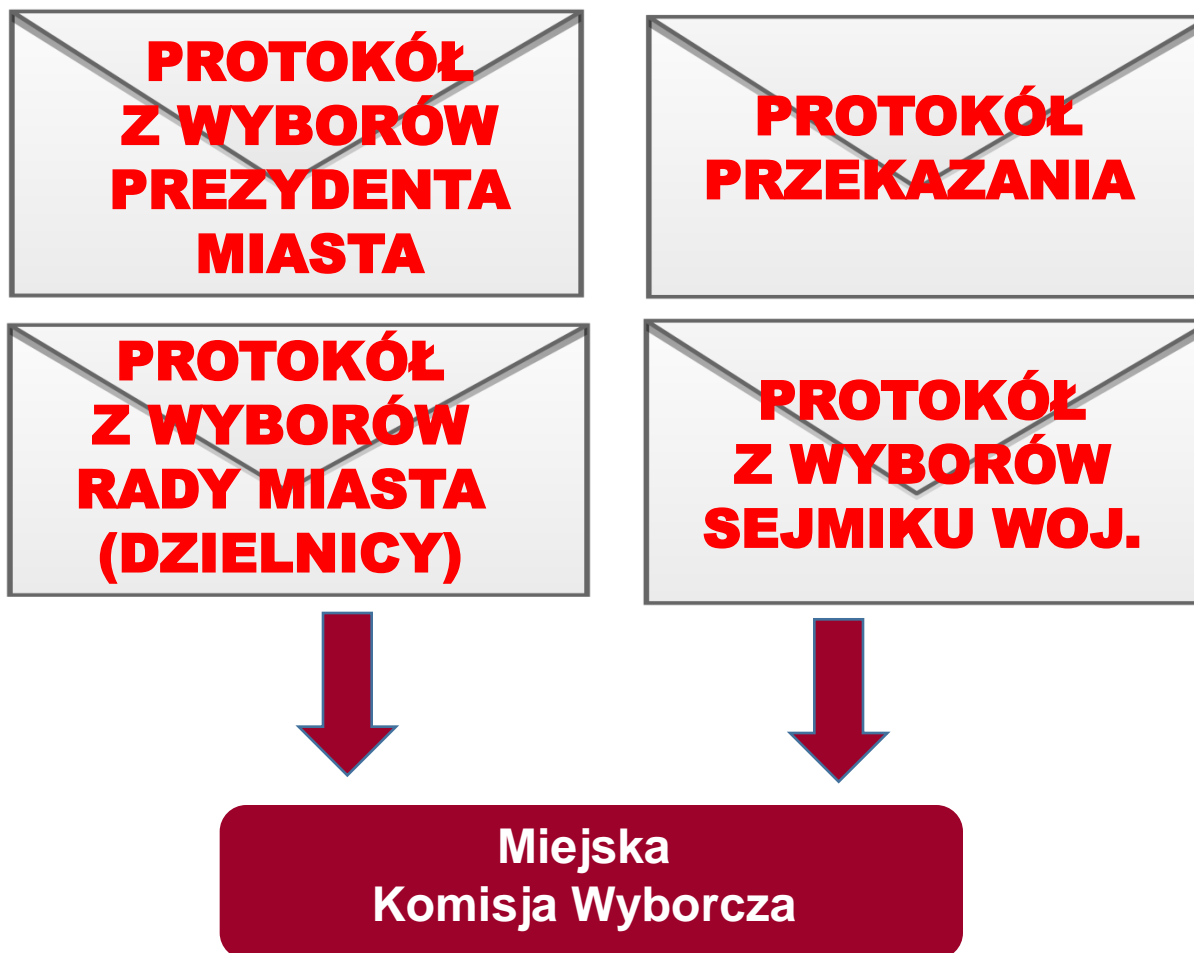 PROTOKÓŁ
Z WYBORÓW
PREZYDENTA
MIASTA
PROTOKÓŁ
PRZEKAZANIA
PROTOKÓŁ
Z WYBORÓW
RADY MIASTA
(DZIELNICY)
PROTOKÓŁ
Z WYBORÓW
SEJMIKU WOJ.
Miejska
Komisja Wyborcza